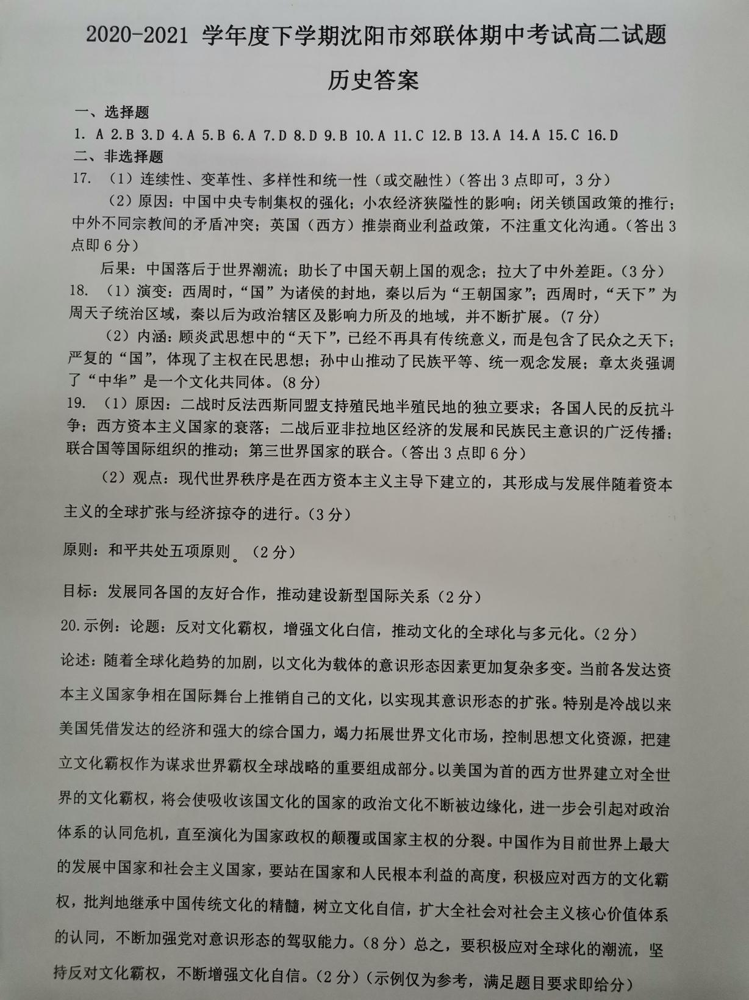 2020-2021 学年度下学期沈阳市郊联体期中考试高二试题
历史答案
一、选择题
1. A 2.B 3.D 4.A 5.B 6.A 7.D 8.D 9.B 10.A 11.C 12.B 13.A 14.A 15.C 16.D
二、非选择题
17. （1）连续性、变革性、多样性和统一性（或交融性）（答出 3 点即可，3 分）
（2）原因：中国中央专制集权的强化；小农经济狭隘性的影响；闭关锁国政策的推行；
中外不同宗教间的矛盾冲突；英国（西方）推崇商业利益政策，不注重文化沟通。（答出 3
点即 6 分）
后果：中国落后于世界潮流；助长了中国天朝上国的观念；拉大了中外差距。（3 分）
18. （1）演变：西周时，“国”为诸侯的封地，秦以后为“王朝国家”；西周时，“天下”为
周天子统治区域，秦以后为政治辖区及影响力所及的地域，并不断扩展。(7 分)
（2）内涵：顾炎武思想中的“天下”，已经不再具有传统意义，而是包含了民众之天下；
严复的“国”，体现了主权在民思想；孙中山推动了民族平等、统一观念发展；章太炎强调
了“中华”是一个文化共同体。(8 分)
19. （1）原因：二战时反法西斯同盟支持殖民地半殖民地的独立要求；各国人民的反抗斗
争；西方资本主义国家的衰落；二战后亚非拉地区经济的发展和民族民主意识的广泛传播；
联合国等国际组织的推动；第三世界国家的联合。（答出 3 点即 6 分）
（2）观点：现代世界秩序是在西方资本主义主导下建立的，其形成与发展伴随着资本
主义的全球扩张与经济掠夺的进行。（3 分）
原则：和平共处五项原则。（2 分）
目标：发展同各国的友好合作，推动建设新型国际关系（2 分）
20.示例：论题：反对文化霸权，增强文化白信，推动文化的全球化与多元化。（2 分）
论述：随着全球化趋势的加剧，以文化为载体的意识形态因素更加复杂多变。当前各发达资
本主义国家争相在国际舞台上推销自己的文化，以实现其意识形态的扩张。特别是冷战以来
美国凭借发达的经济和强大的综合国力，竭力拓展世界文化市场，控制思想文化资源，把建
立文化霸权作为谋求世界霸权全球战略的重要组成部分。以美国为首的西方世界建立对全世
界的文化霸权，将会使吸收该国文化的国家的政治文化不断被边缘化，进一步会引起对政治
体系的认同危机，直至演化为国家政权的颠覆或国家主权的分裂。中国作为目前世界上最大
的发展中国家和社会主义国家，要站在国家和人民根本利益的高度，积极应对西方的文化霸
权，批判地继承中国传统文化的精髓，树立文化自信，扩大全社会对社会主义核心价值体系
的认同，不断加强党对意识形态的驾驭能力。（8 分）总之，要积极应对全球化的潮流，坚
持反对文化霸权，不断增强文化自信。（2 分）（示例仅为参考，满足题目要求即给分）